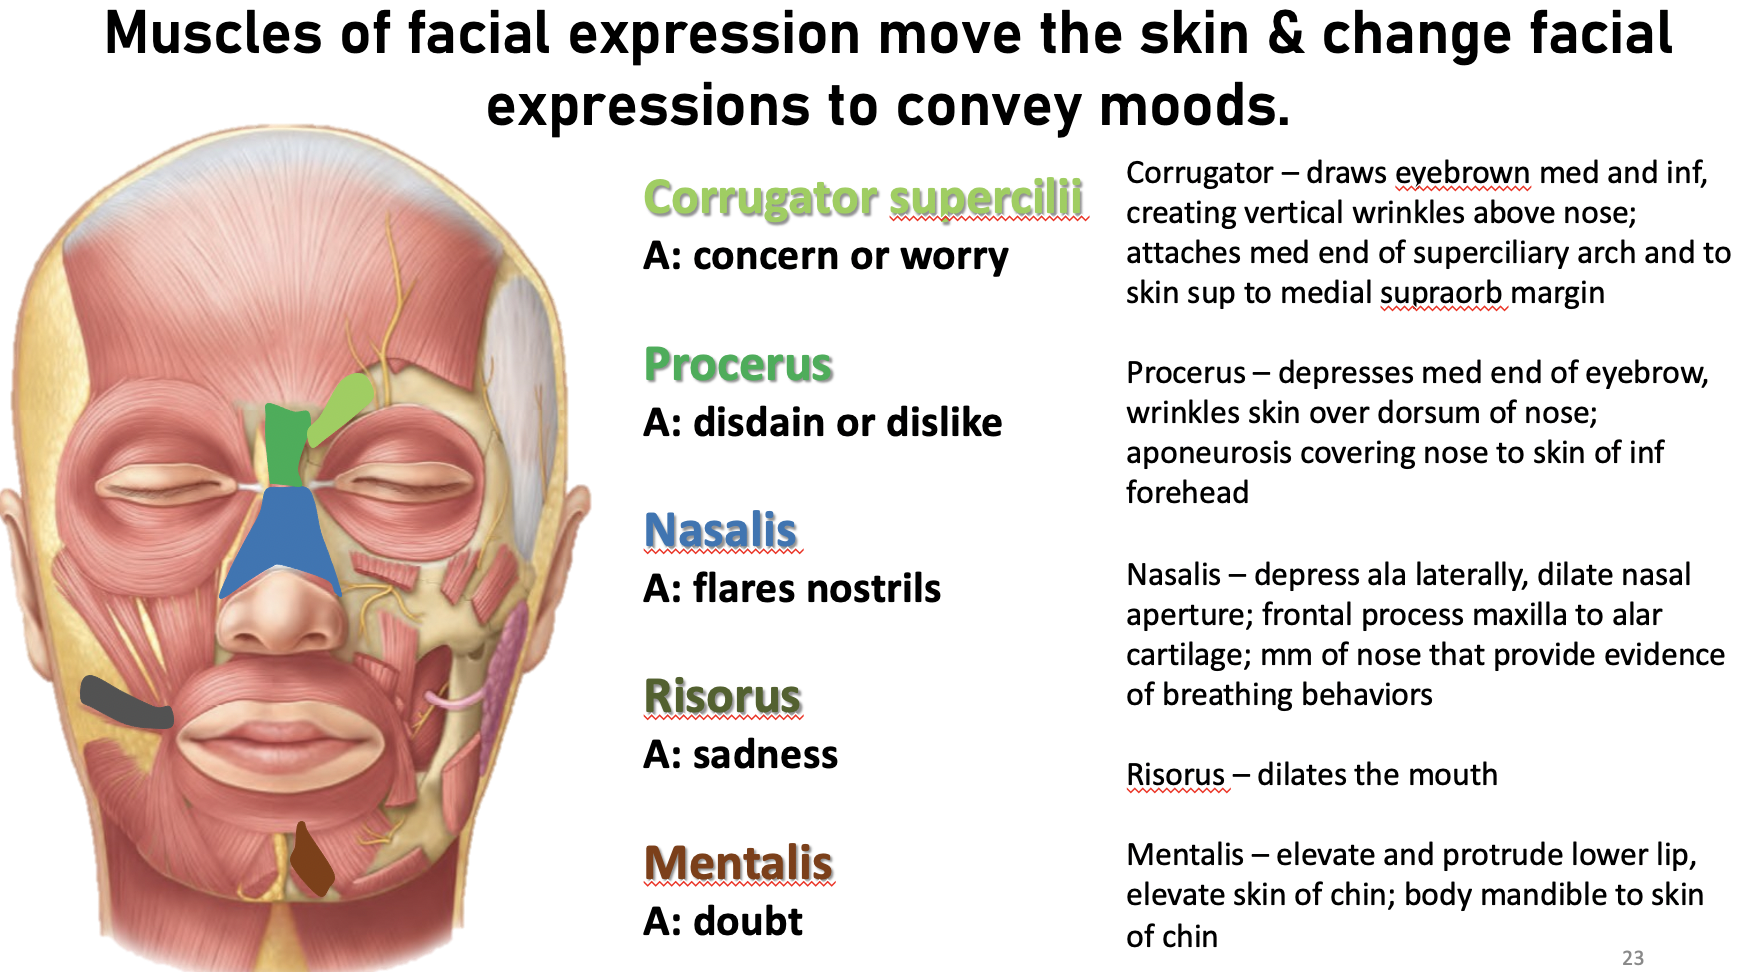 Muscles of facial expression move the skin & change facial
expressions to convey moods.
Corrugator supercilii
A: concern or worry
Procerus
A: disdain or dislike
Nasalis
A: flares nostrils
Risorus
A: sadness
Mentalis
A: doubt
Corrugator – draws eyebrown med and inf,
creating vertical wrinkles above nose;
attaches med end of superciliary arch and to
skin sup to medial supraorb margin
Procerus – depresses med end of eyebrow,
wrinkles skin over dorsum of nose;
aponeurosis covering nose to skin of inf
forehead
Nasalis – depress ala laterally, dilate nasal
aperture; frontal process maxilla to alar
cartilage; mm of nose that provide evidence
of breathing behaviors
Risorus – dilates the mouth
Mentalis – elevate and protrude lower lip,
elevate skin of chin; body mandible to skin
of chin
23